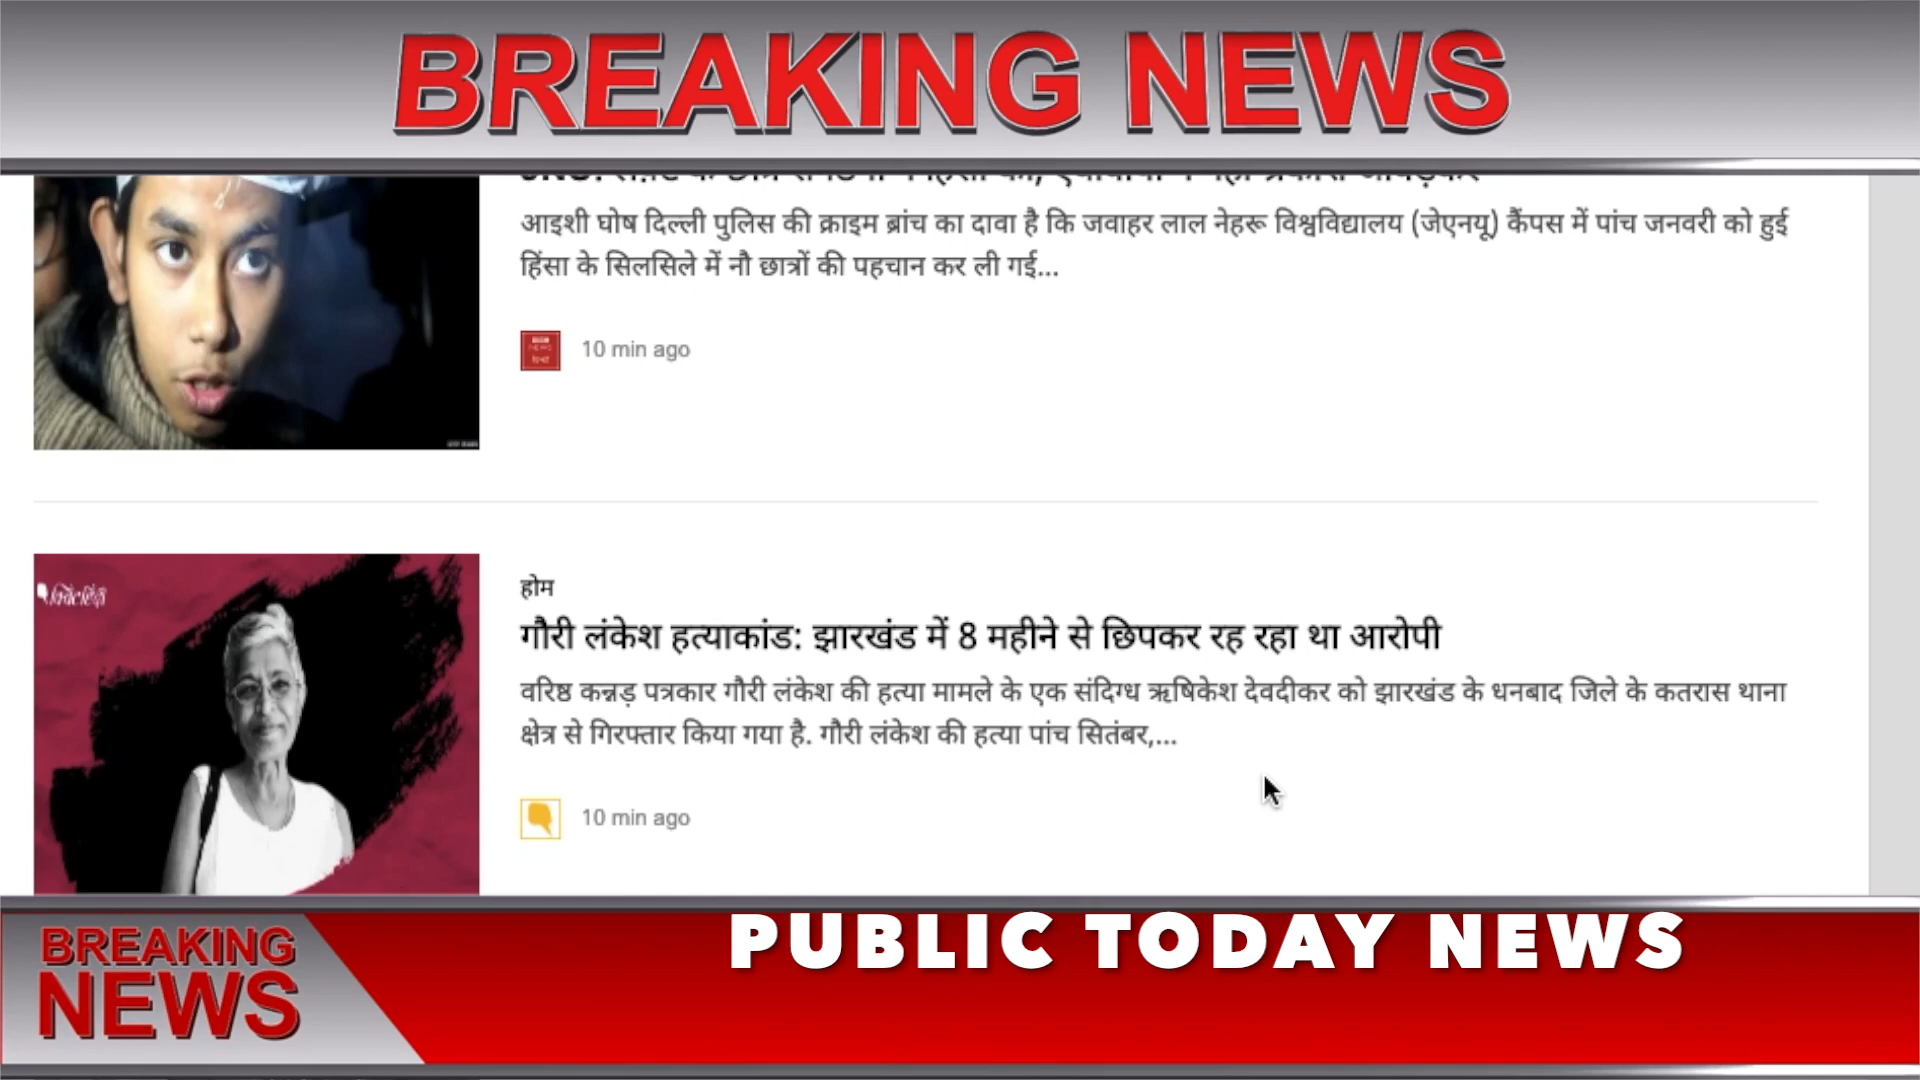 BREAKING NEWS
आइशी घोष दिल्ली पुलिस की क्राइम ब्रांच का दावा है कि जवाहर लाल नेहरू विश्वविद्यालय (जेएनयू) कैंपस में पांच जनवरी को हुई
हिंसा के सिलसिले में नौ छात्रों की पहचान कर ली गई...
10 min ago
होम
गौरी लंकेश हत्याकांड: झारखंड में 8 महीने से छिपकर रह रहा था आरोपी
वरिष्ठ कन्नड़ पत्रकार गौरी लंकेश की हत्या मामले के एक संदिग्ध ऋषिकेश देवदीकर को झारखंड के धनबाद जिले के कतरास थाना
क्षेत्र से गिरफ्तार किया गया है. गौरी लंकेश की हत्या पांच सितंबर,...
10 min ago
PUBLIC TODAY NEWS
BREAKING
NEWS